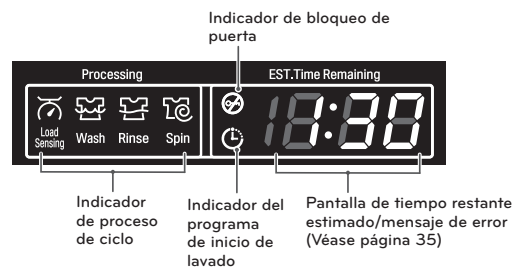 Indicador de bloqueo de
puerta
Processing
EST.Time Remaining
Load
Sensing
Wash
Rinse
Spin
1:30
Indicador
de proceso
de ciclo
Indicador del
programa
de inicio de
lavado
Pantalla de tiempo restante
estimado/mensaje de error
(Véase página 35)